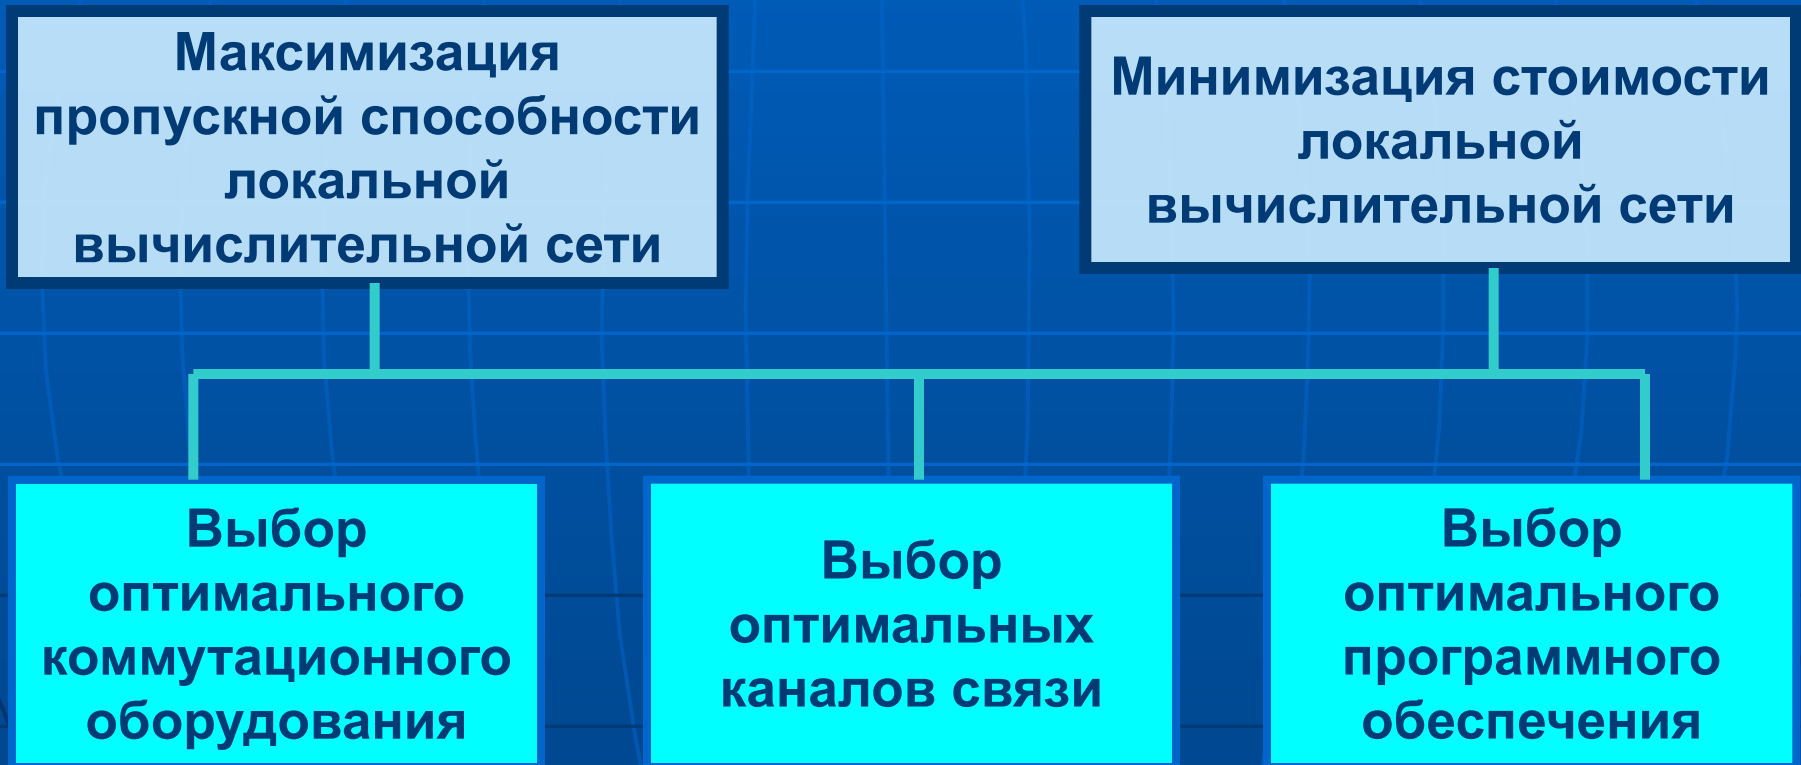 Максимизация
пропускной способности
локальной
вычислительной сети
Минимизация стоимости
локальной
вычислительной сети
Выбор
оптимального
коммутационного
оборудования
Выбор
оптимальных
каналов связи
Выбор
оптимального
программного
обеспечения